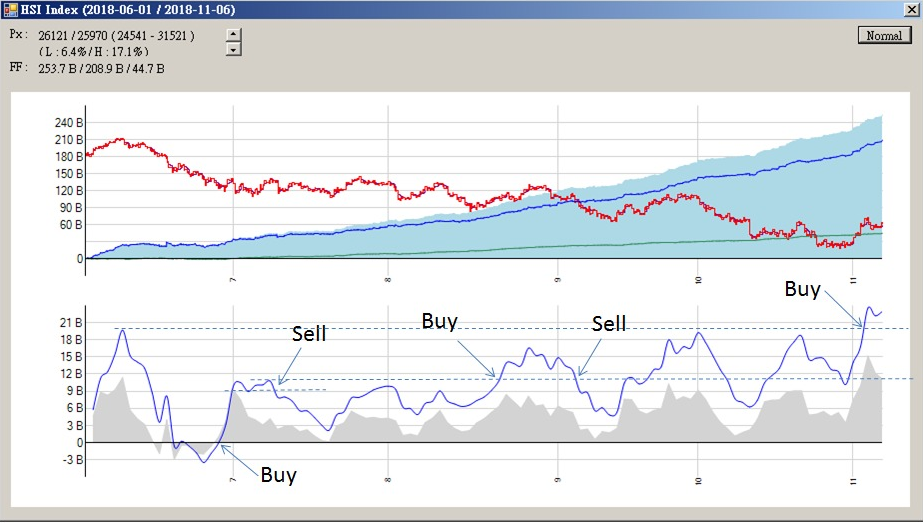 HSI Index (2018-06-01 / 2018-11-06)
Px : 26121 / 25970 ( 24541 - 31521 )
( L : 6.4% / H : 17.1% )
Normal
FF : 253.7 B / 208.9 B / 44.7 B
240 B
210 B
180 B
150 B
120 B
90 B
60 B
0
7
8
9
10
11
21 B
18 B
15 B
12 B
9 B
6 B
3 B
0
-3 B
Buy
Sell
Buy
Sell
Buy
7
8
9
10
11